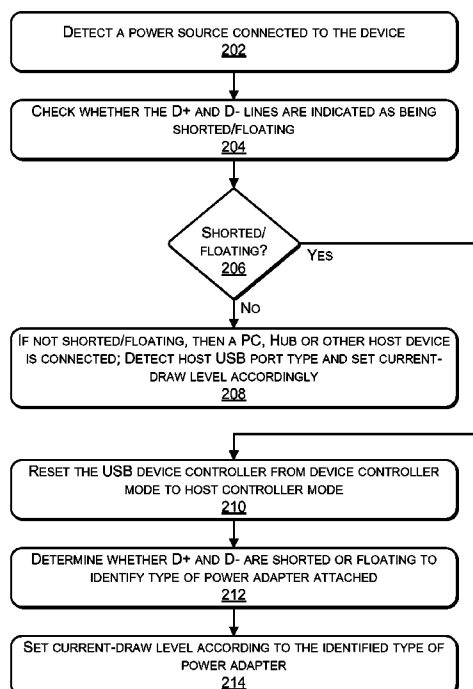 DETECT A POWER SOURCE CONNECTED TO THE DEVICE
202
CHECK WHETHER THE D+ AND D- LINES ARE INDICATED AS BEING
SHORTED/FLOATING
204
SHORTED/
FLOATING?
206
YES
NO
IF NOT SHORTED/FLOATING, THEN A PC, HUB OR OTHER HOST DEVICE
IS CONNECTED; DETECT HOST USB PORT TYPE AND SET CURRENT-
DRAW LEVEL ACCORDINGLY
208
RESET THE USB DEVICE CONTROLLER FROM DEVICE CONTROLLER
MODE TO HOST CONTROLLER MODE
210
DETERMINE WHETHER D+ AND D- ARE SHORTED OR FLOATING TO
IDENTIFY TYPE OF POWER ADAPTER ATTACHED
212
SET CURRENT-DRAW LEVEL ACCORDING TO THE IDENTIFIED TYPE OF
POWER ADAPTER
214